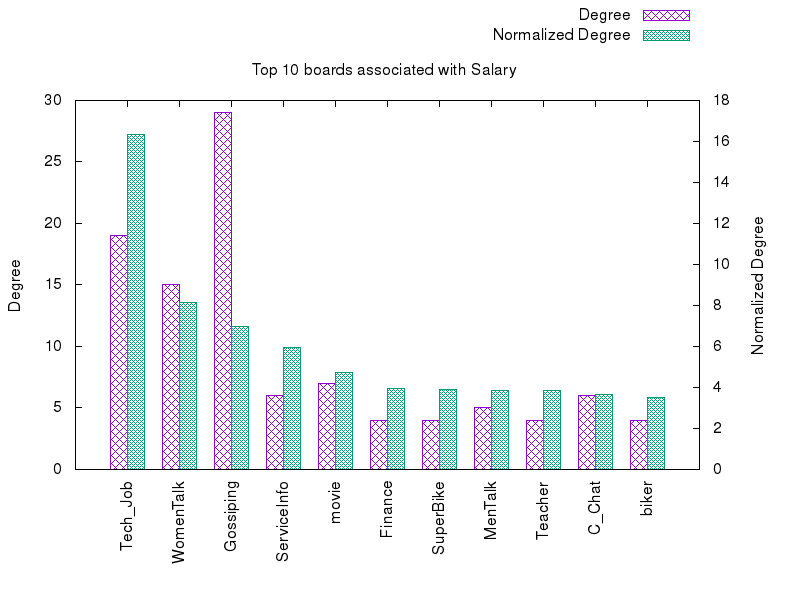 Degree
Normalized Degree
Top 10 boards associated with Salary
30
25
20
15
10
5
0
18
16
14
12
10
8
6
4
2
0
Degree
Normalized Degree
Tech_Job
WomenTalk
Gossiping
ServiceInfo
movie
Finance
SuperBike
MenTalk
Teacher
C_Chat
biker